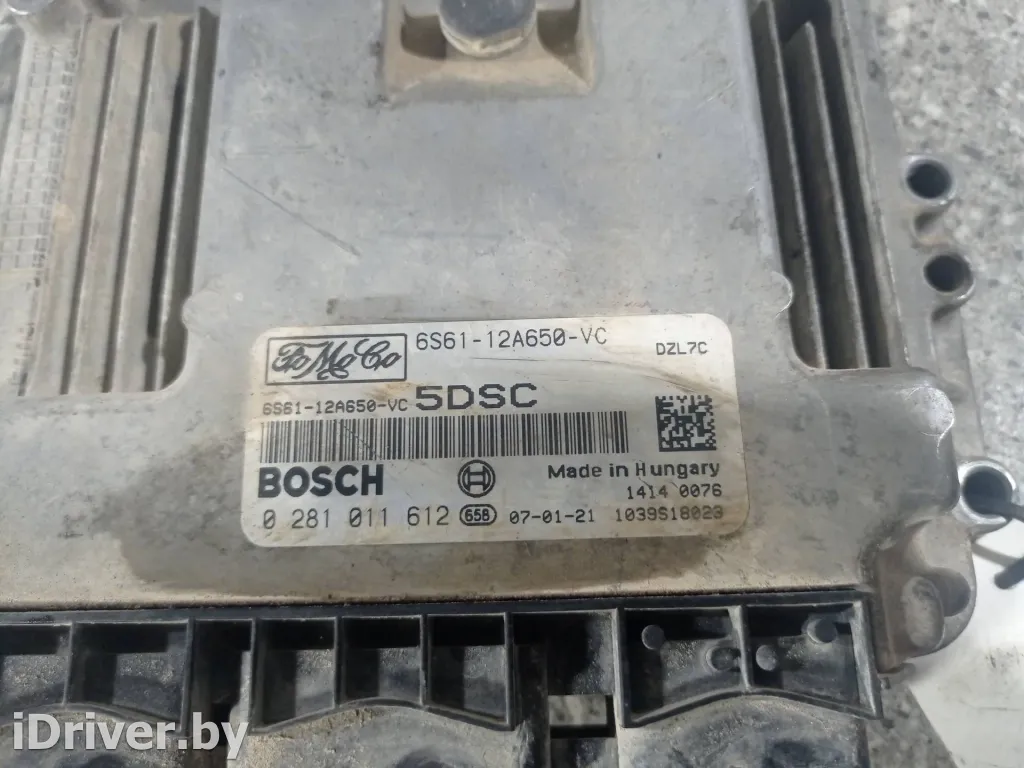 FoMoCo 6S61-12A650-VC DZL7C
6S61-12A650-VC 5DSC
BOSCH Made in Hungary
1414 0076
0 281 011 612 658 07-01-21 1039S18023
iDriver.by